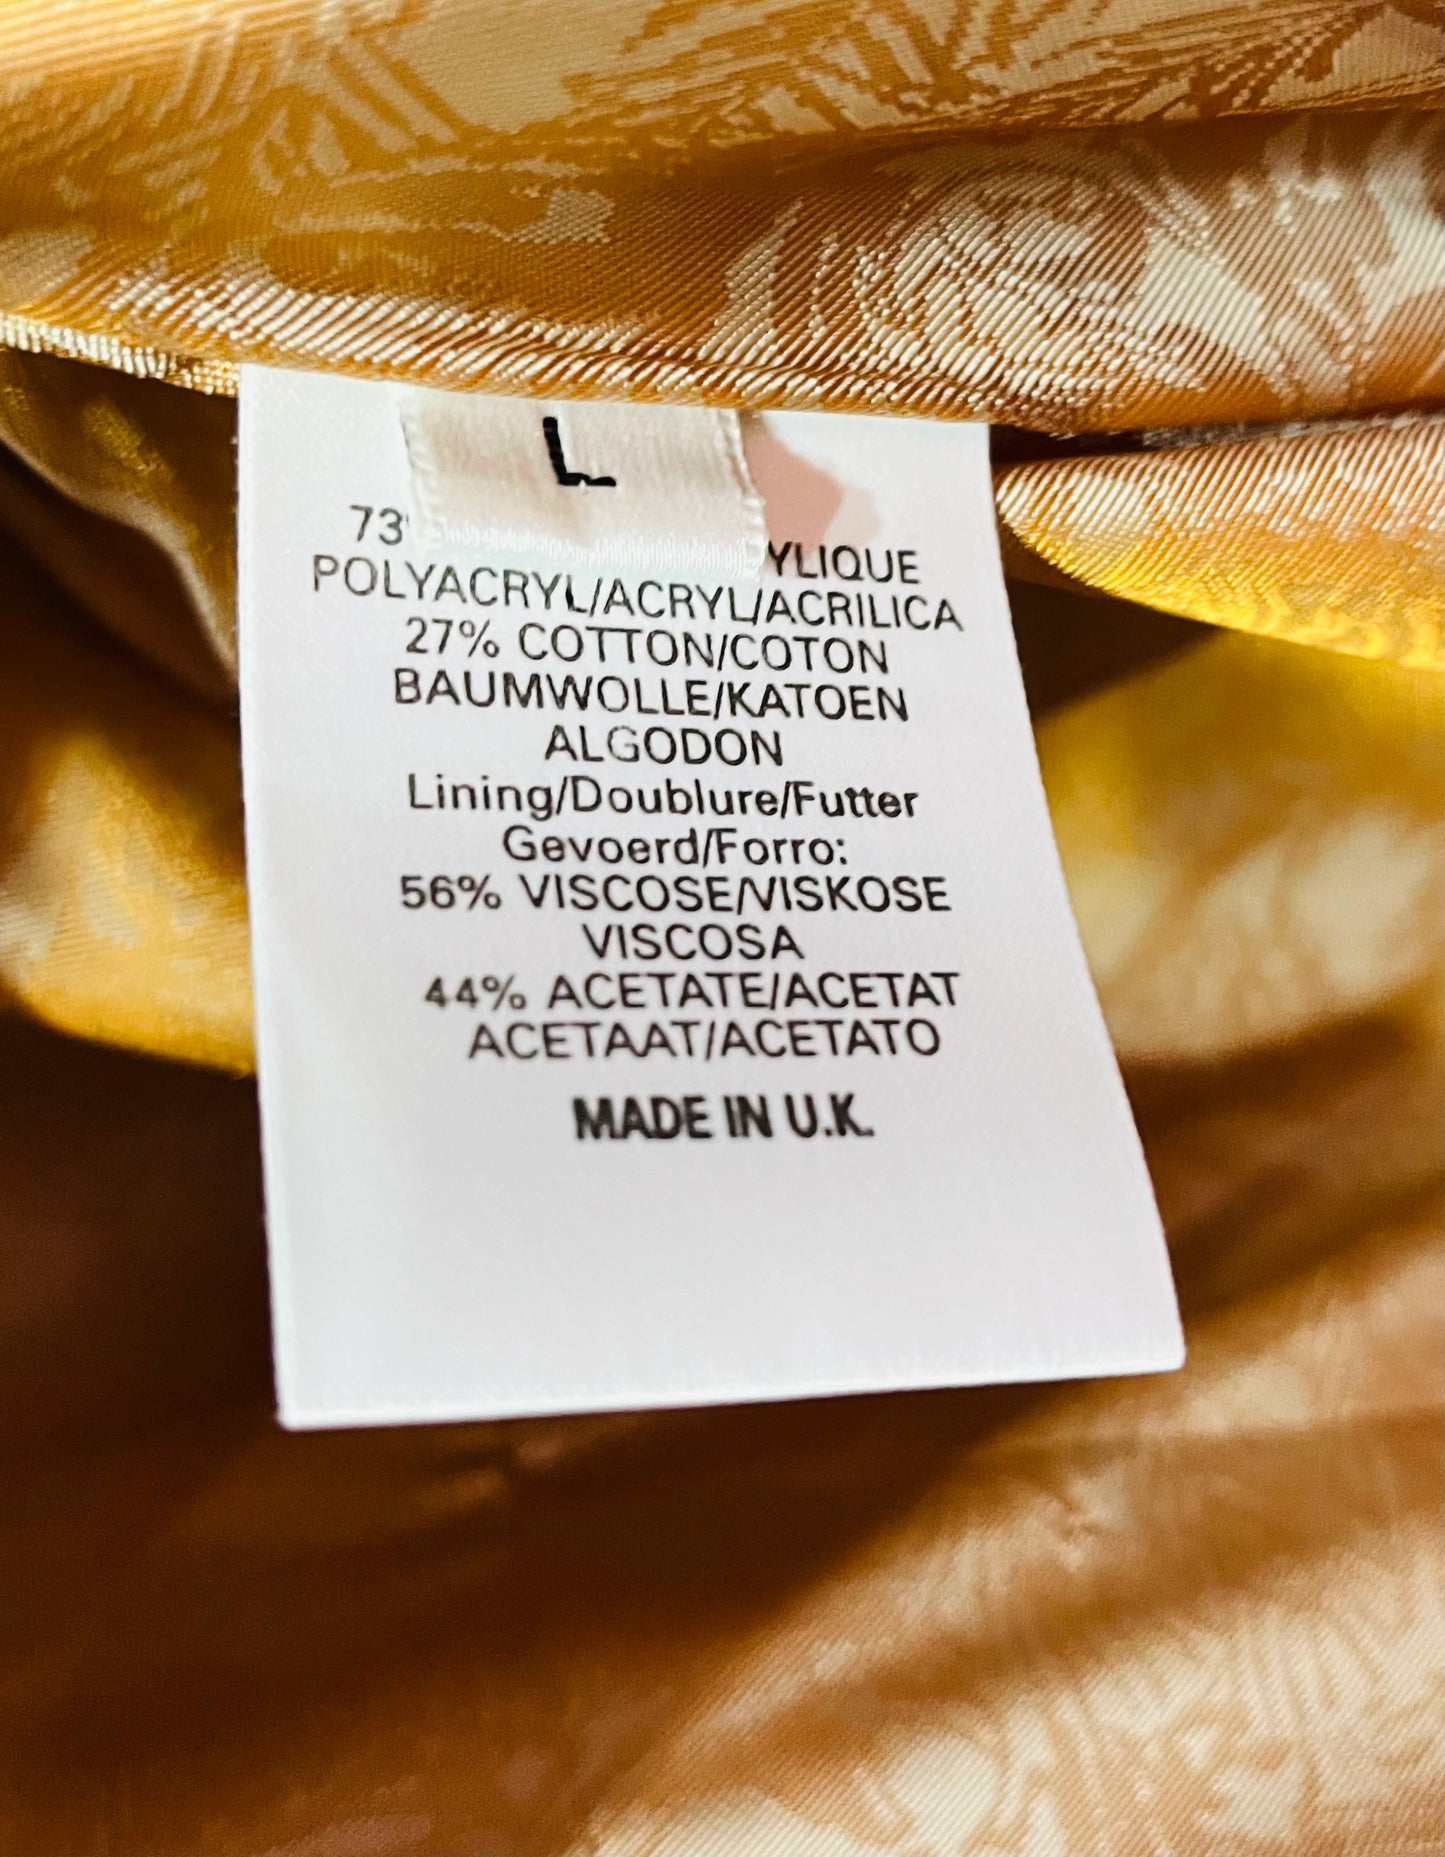 L
73
POLYACRYL/ACRYL/ACRILICA
27% COTTON/COTON
BAUMWOLLE/KATOEN
ALGODON
Lining/Doublure/Futter
Gevoerd/Forro:
56% VISCOSE/VISKOSE
VISCOSA
44% ACETATE/ACETAT
ACETAAT/ACETATO
MADE IN U.K.